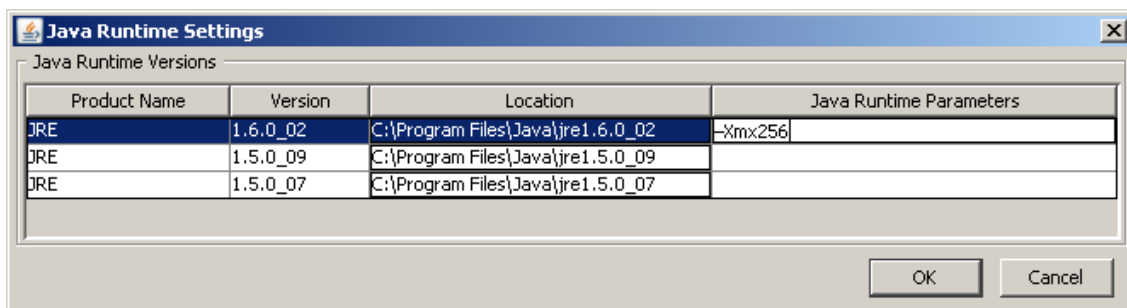 Java Runtime Settings
Java Runtime Versions
Product Name Version Location Java Runtime Parameters
JRE 1.6.0_02 C:\Program Files\Java\jre1.6.0_02 -Xmx256
JRE 1.5.0_09 C:\Program Files\Java\jre1.5.0_09
JRE 1.5.0_07 C:\Program Files\Java\jre1.5.0_07
OK Cancel